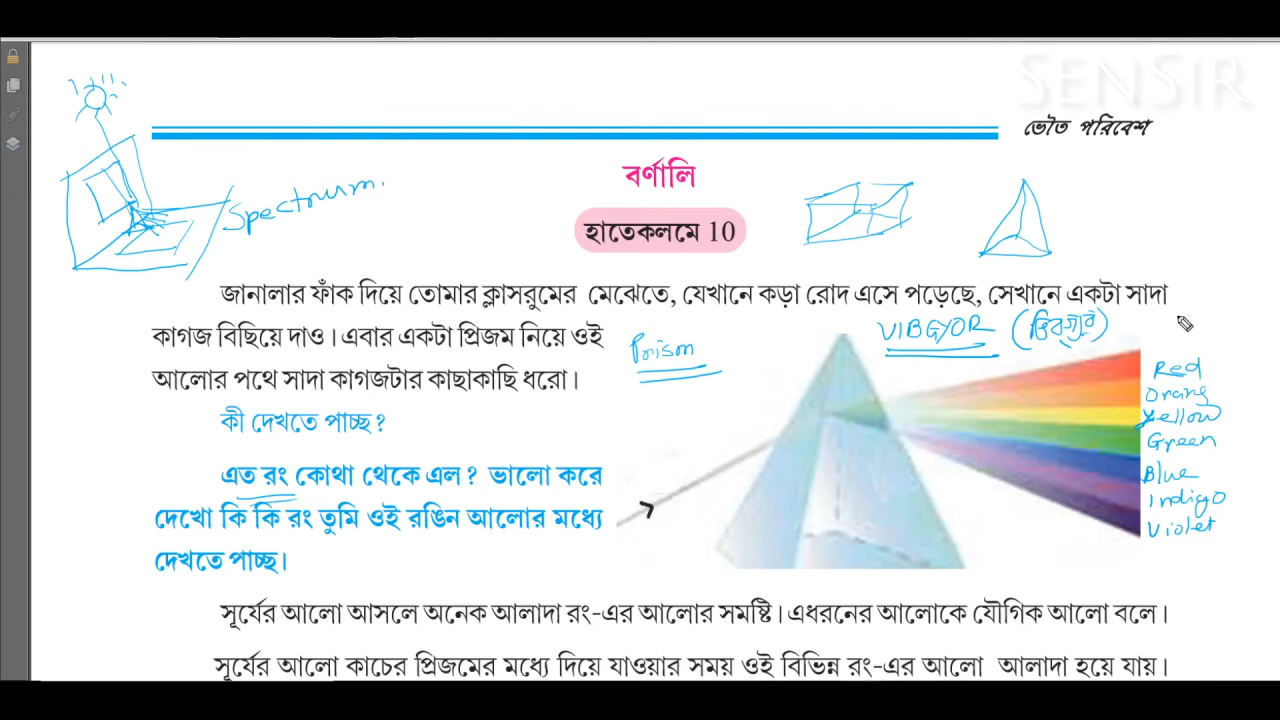 SENSIR
ভৌত পরিবেশ
বর্ণালি
হাতেকলমে 10
Spectrum.
জানালার ফাঁক দিয়ে তোমার ক্লাসরুমের মেঝেতে, যেখানে কড়া রোদ এসে পড়েছে, সেখানে একটা সাদা
কাগজ বিছিয়ে দাও। এবার একটা প্রিজম নিয়ে ওই
আলোর পথে সাদা কাগজটার কাছাকাছি ধরো।
Prism
VIBGYOR
কী দেখতে পাচ্ছ?
এত রং কোথা থেকে এল? ভালো করে
দেখো কি কি রং তুমি ওই রঙিন আলোর মধ্যে
দেখতে পাচ্ছ।
Red
Orang
Yellow
Green
Blue
Indigo
Violet
সূর্যের আলো আসলে অনেক আলাদা রং-এর আলোর সমষ্টি। এধরনের আলোকে যৌগিক আলো বলে।
সূর্যের আলো কাচের প্রিজমের মধ্যে দিয়ে যাওয়ার সময় ওই বিভিন্ন রং-এর আলো আলাদা হয়ে যায়।